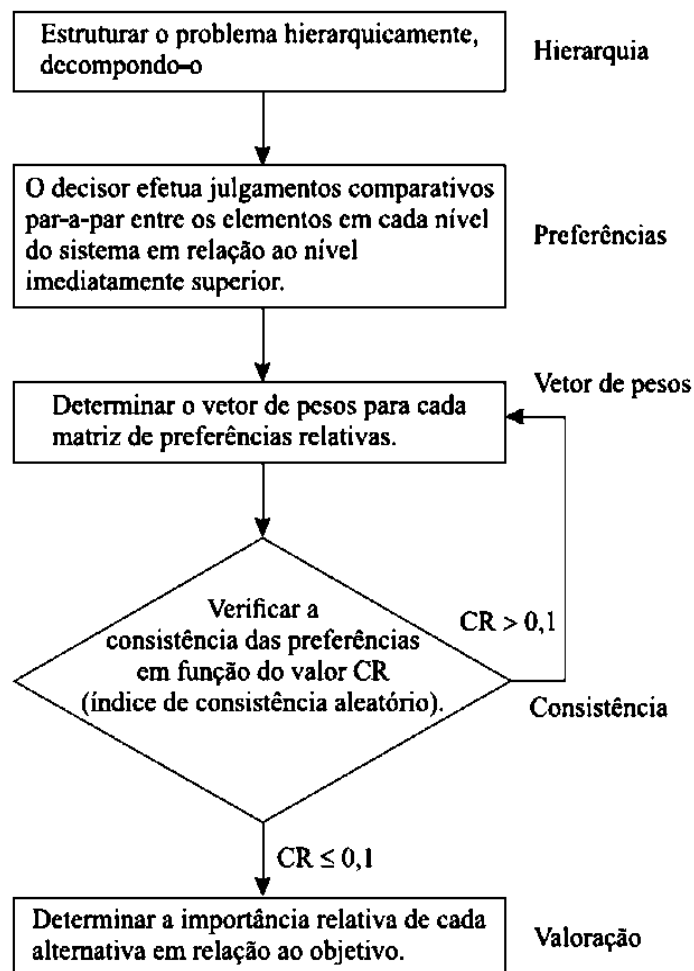 Estruturar o problema hierarquicamente,
decompondo-o
Hierarquia
O decisor efetua julgamentos comparativos
par-a-par entre os elementos em cada nível
do sistema em relação ao nível
imediatamente superior.
Preferências
Vetor de pesos
Determinar o vetor de pesos para cada
matriz de preferências relativas.
Verificar a
consistência das preferências
em função do valor CR
(índice de consistência aleatório).
CR > 0,1
Consistência
CR ≤ 0,1
Determinar a importância relativa de cada
alternativa em relação ao objetivo.
Valoração